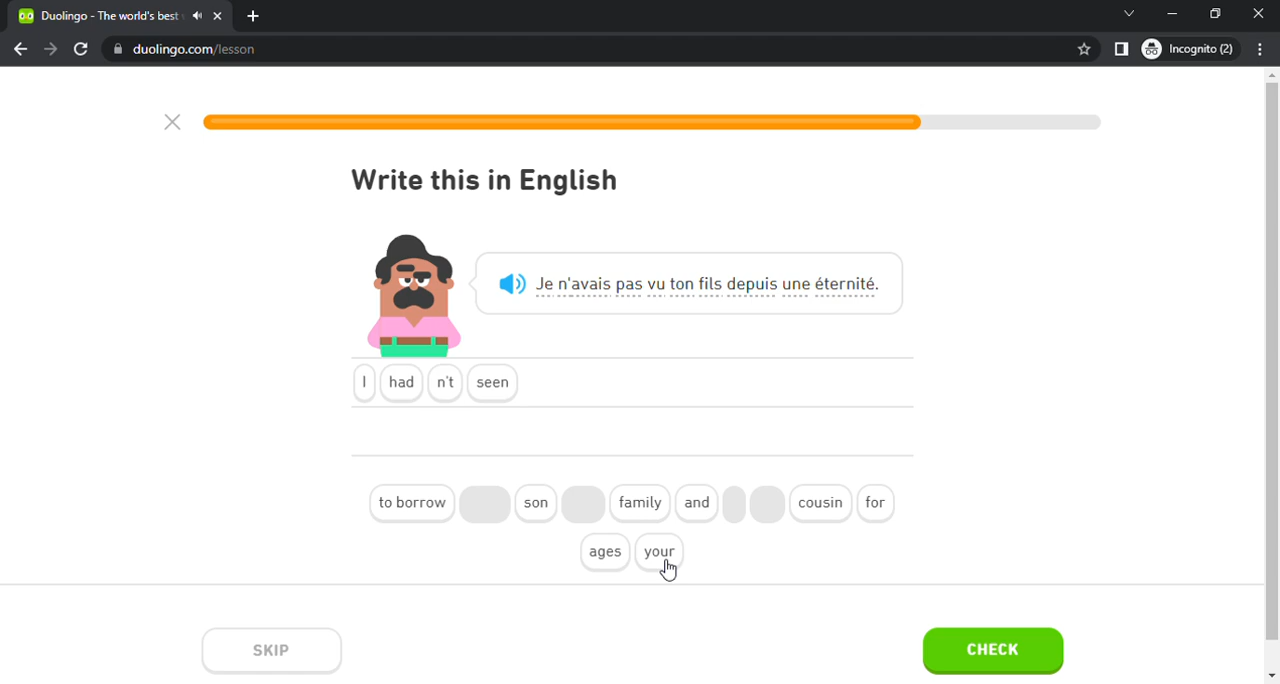 Duolingo - The world's best
duolingo.com/lesson
Incognito (2)
Write this in English
Je n'avais pas vu ton fils depuis une éternité.
I had n't seen
to borrow son family and cousin for
ages your
SKIP CHECK